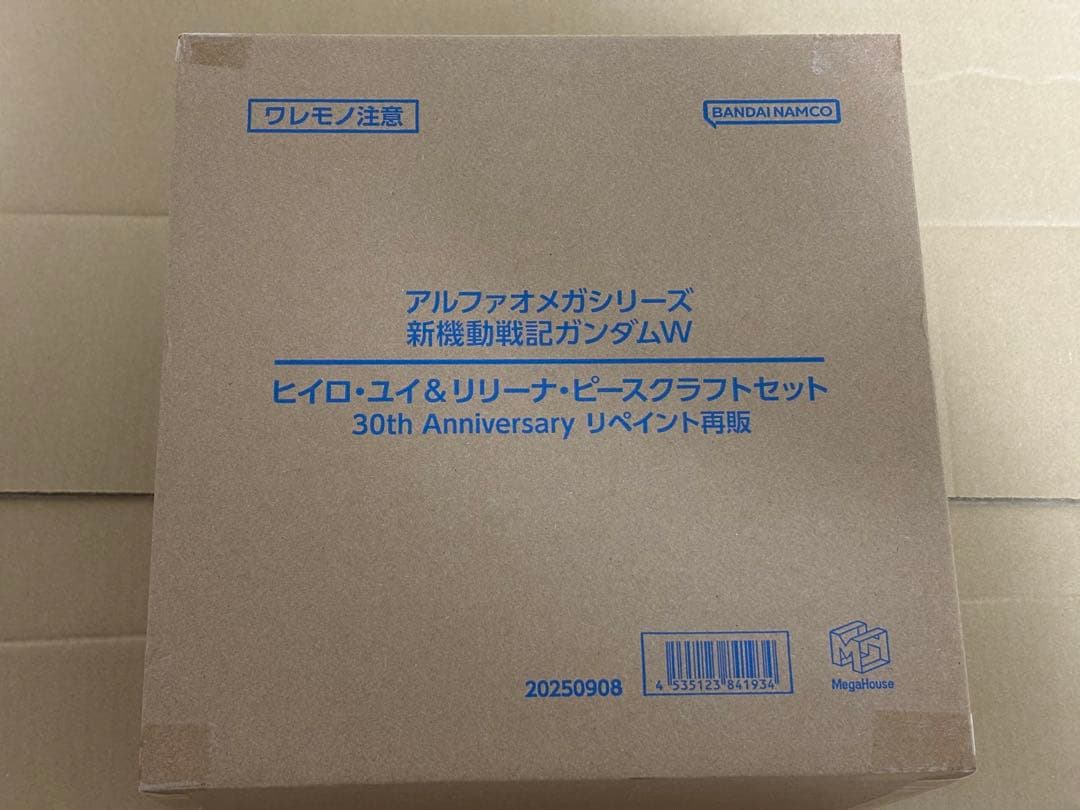 ワレモノ注意
BANDAI NAMCO
アルファオメガシリーズ
新機動戦記ガンダムW
ヒイロ・ユイ&リリーナ・ピースクラフトセット
30th Anniversary リペイント再販
20250908
4 535123 841934
MegaHouse